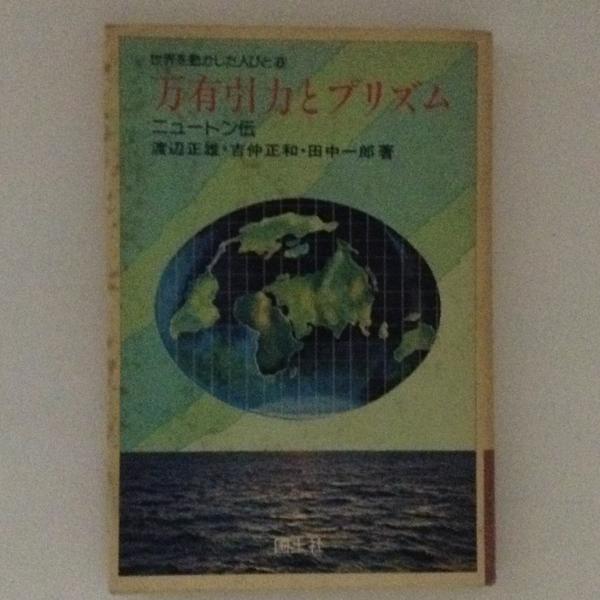 世界を動かした人びと
万有引力とプリズム
ニュートン伝
渡辺正雄・吉仲正和・田中一郎 著
国土社